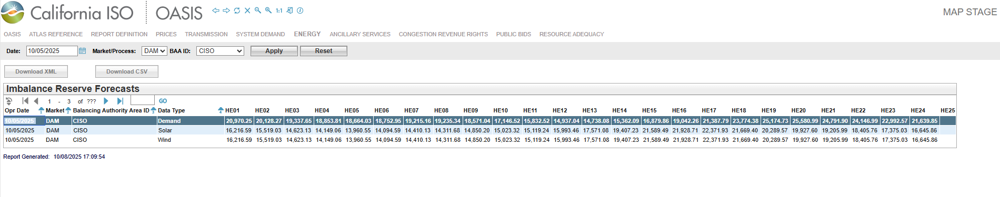 California ISO OASIS 1:1 MAP STAGE
OASIS ATLAS REFERENCE REPORT DEFINITION PRICES TRANSMISSION SYSTEM DEMAND ENERGY ANCILLARY SERVICES CONGESTION REVENUE RIGHTS PUBLIC BIDS RESOURCE ADEQUACY
Date: 10/05/2025 Market/Process: DAM BAA ID: CISO Apply Reset
Download XML Download CSV
Imbalance Reserve Forecasts
1 - 3 of ??? GO
Opr Date 1 Market 2 Balancing Authority Area ID 3 Data Type 4 HE01 HE02 HE03 HE04 HE05 HE06 HE07 HE08 HE09 HE10 HE11 HE12 HE13 HE14 HE15 HE16 HE17 HE18 HE19 HE20 HE21 HE22 HE23 HE24 HE25
10/05/2025 DAM CISO Demand 20,970.25 20,128.27 19,337.65 18,853.81 18,664.03 18,752.95 19,215.16 19,235.34 18,571.04 17,146.52 15,832.52 14,937.04 14,738.08 15,362.09 16,879.86 19,042.26 21,387.79 23,774.38 25,174.73 25,580.99 24,791.90 24,146.99 22,992.57 21,639.85
10/05/2025 DAM CISO Solar 16,216.59 15,519.03 14,623.13 14,149.06 13,960.55 14,094.59 14,410.13 14,311.68 14,850.20 15,023.32 15,119.24 15,993.46 17,571.08 19,407.23 21,589.49 21,928.71 22,371.93 21,669.40 20,289.57 19,927.60 19,205.99 18,405.76 17,375.03 16,645.86
10/05/2025 DAM CISO Wind 16,216.59 15,519.03 14,623.13 14,149.06 13,960.55 14,094.59 14,410.13 14,311.68 14,850.20 15,023.32 15,119.24 15,993.46 17,571.08 19,407.23 21,589.49 21,928.71 22,371.93 21,669.40 20,289.57 19,927.60 19,205.99 18,405.76 17,375.03 16,645.86
Report Generated: 10/08/2025 17:09:54